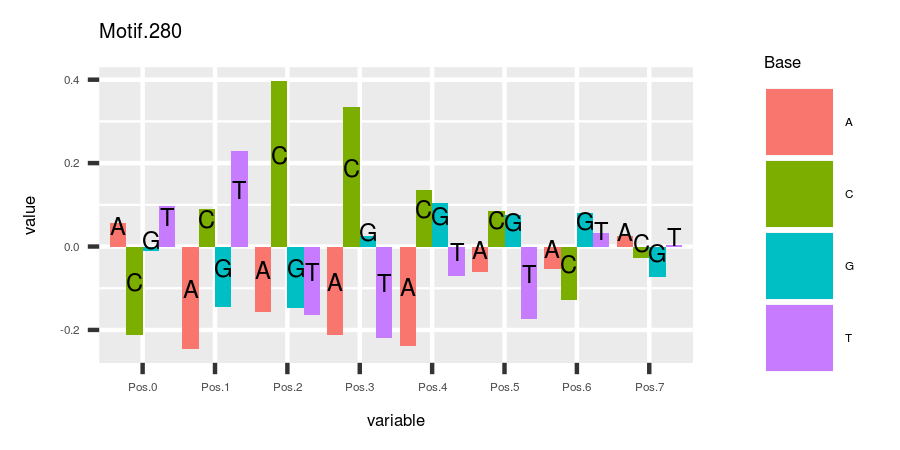 Motif.280
Base
0.4
0.2
0.0
-0.2
value
A C G T
A C G T
A C G T
A C G T
A C G T
A C G T
A C G T
A C G T
Pos.0 Pos.1 Pos.2 Pos.3 Pos.4 Pos.5 Pos.6 Pos.7
variable
A
C
G
T